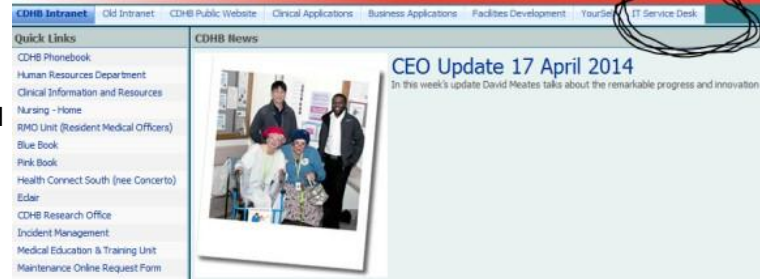 CDHB Intranet Old Intranet CDHB Public Website Clinical Applications Business Applications Facilities Development YourSel IT Service Desk
Quick Links
CDHB Phonebook
Human Resources Department
Clinical Information and Resources
Nursing - Home
RMO Unit (Resident Medical Officers)
Blue Book
Pink Book
Health Connect South (nee Concerto)
Eclair
CDHB Research Office
Incident Management
Medical Education & Training Unit
Maintenance Online Request Form
CDHB News
CEO Update 17 April 2014
In this week's update David Meates talks about the remarkable progress and innovation